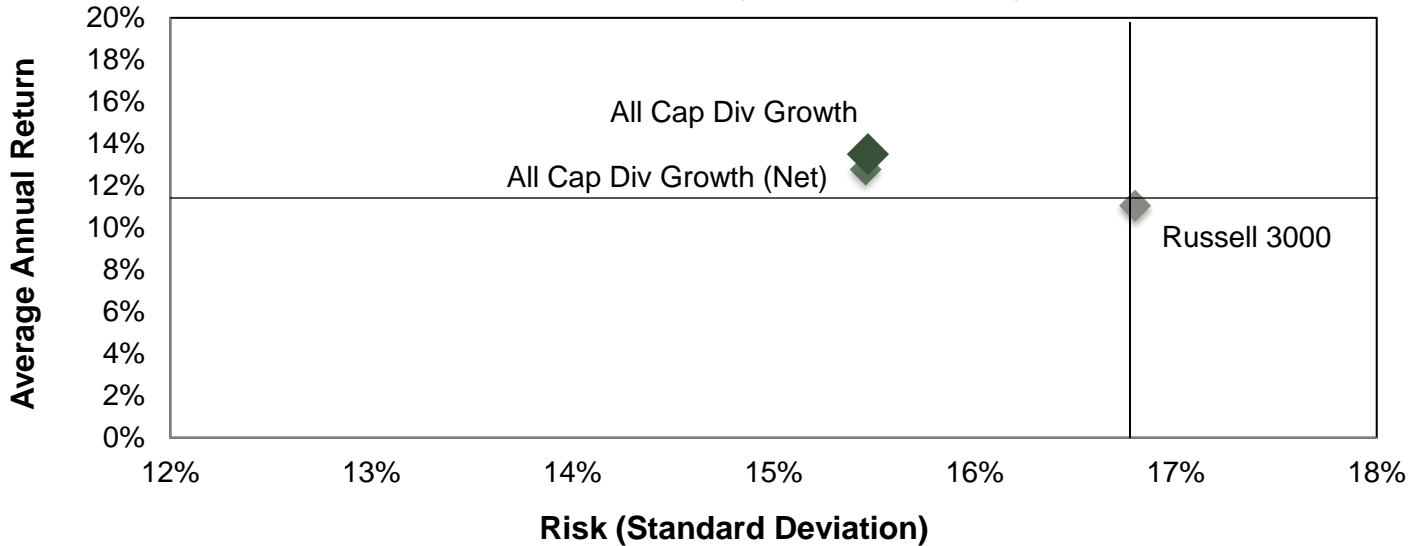 20%
18%
16%
14%
12%
10%
8%
6%
4%
2%
0%
Average Annual Return
All Cap Div Growth
All Cap Div Growth (Net)
Russell 3000
12% 13% 14% 15% 16% 17% 18%
Risk (Standard Deviation)